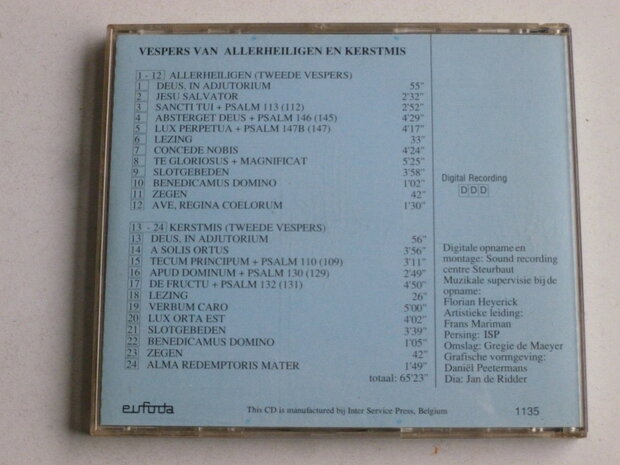 VESPERS VAN ALLERHEILIGEN EN KERSTMIS
1 - 12 ALLERHEILIGEN (TWEEDE VESPERS)
1 DEUS, IN ADJUTORIUM 55"
2 JESU SALVATOR 2'32"
3 SANCTI TUI + PSALM 113 (112) 2'52"
4 ABSTERGET DEUS + PSALM 146 (145) 4'29"
5 LUX PERPETUA + PSALM 147B (147) 4'17"
6 LEZING 33"
7 CONCEDE NOBIS 4'24"
8 TE GLORIOSUS + MAGNIFICAT 5'25"
9 SLOTGEBEDEN 3'58"
10 BENEDICAMUS DOMINO 1'02"
11 ZEGEN 42"
12 AVE, REGINA COELORUM 1'30"
13 - 24 KERSTMIS (TWEEDE VESPERS)
13 DEUS, IN ADJUTORIUM 56"
14 A SOLIS ORTUS 3'56"
15 TECUM PRINCIPUM + PSALM 110 (109) 3'11"
16 APUD DOMINUM + PSALM 130 (129) 2'49"
17 DE FRUCTU + PSALM 132 (131) 4'50"
18 LEZING 26"
19 VERBUM CARO 5'00"
20 LUX ORTA EST 4'02"
21 SLOTGEBEDEN 3'39"
22 BENEDICAMUS DOMINO 1'05"
23 ZEGEN 42"
24 ALMA REDEMPTORIS MATER 1'49"
totaal: 65'23"
Digital Recording
DDD
Digitale opname en
montage: Sound recording
centre Steurbaut
Muzikale supervisie bij de
opname:
Florian Heyerick
Artistieke leiding:
Frans Mariman
Persing: ISP
Omslag: Gregie de Maeyer
Grafische vormgeving:
Daniël Peetermans
Dia: Jan de Ridder
eufoda
This CD is manufactured bij Inter Service Press, Belgium
1135